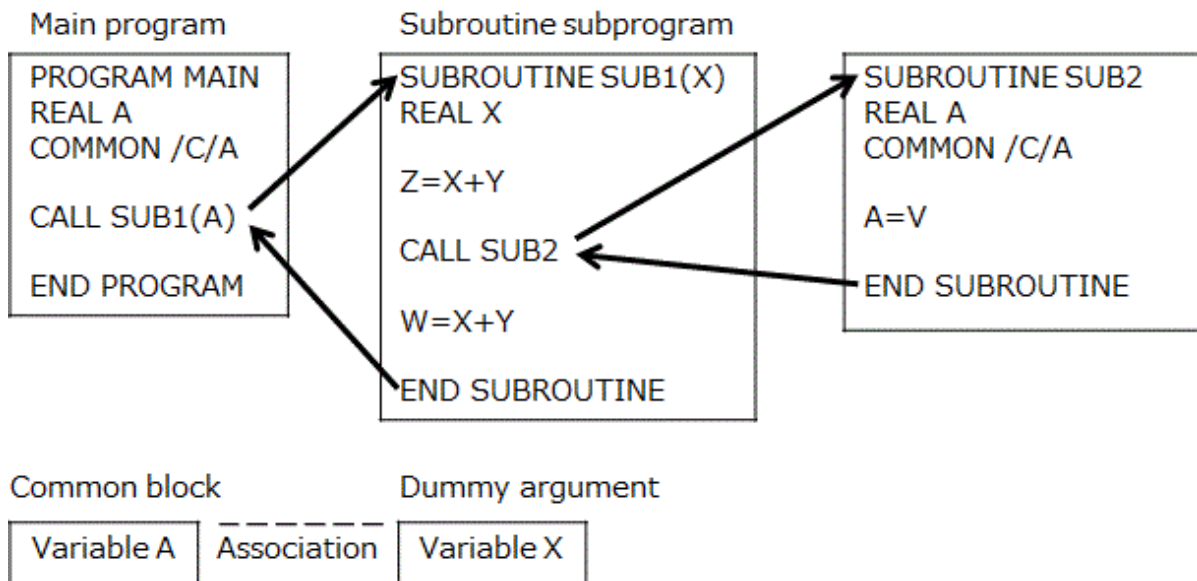 Main program
PROGRAM MAIN
REAL A
COMMON /C/A
CALL SUB1(A)
END PROGRAM
Subroutine subprogram
SUBROUTINE SUB1(X)
REAL X
Z=X+Y
CALL SUB2
W=X+Y
END SUBROUTINE
SUBROUTINE SUB2
REAL A
COMMON /C/A
A=V
END SUBROUTINE
Common block
Dummy argument
Variable A
Association
Variable X